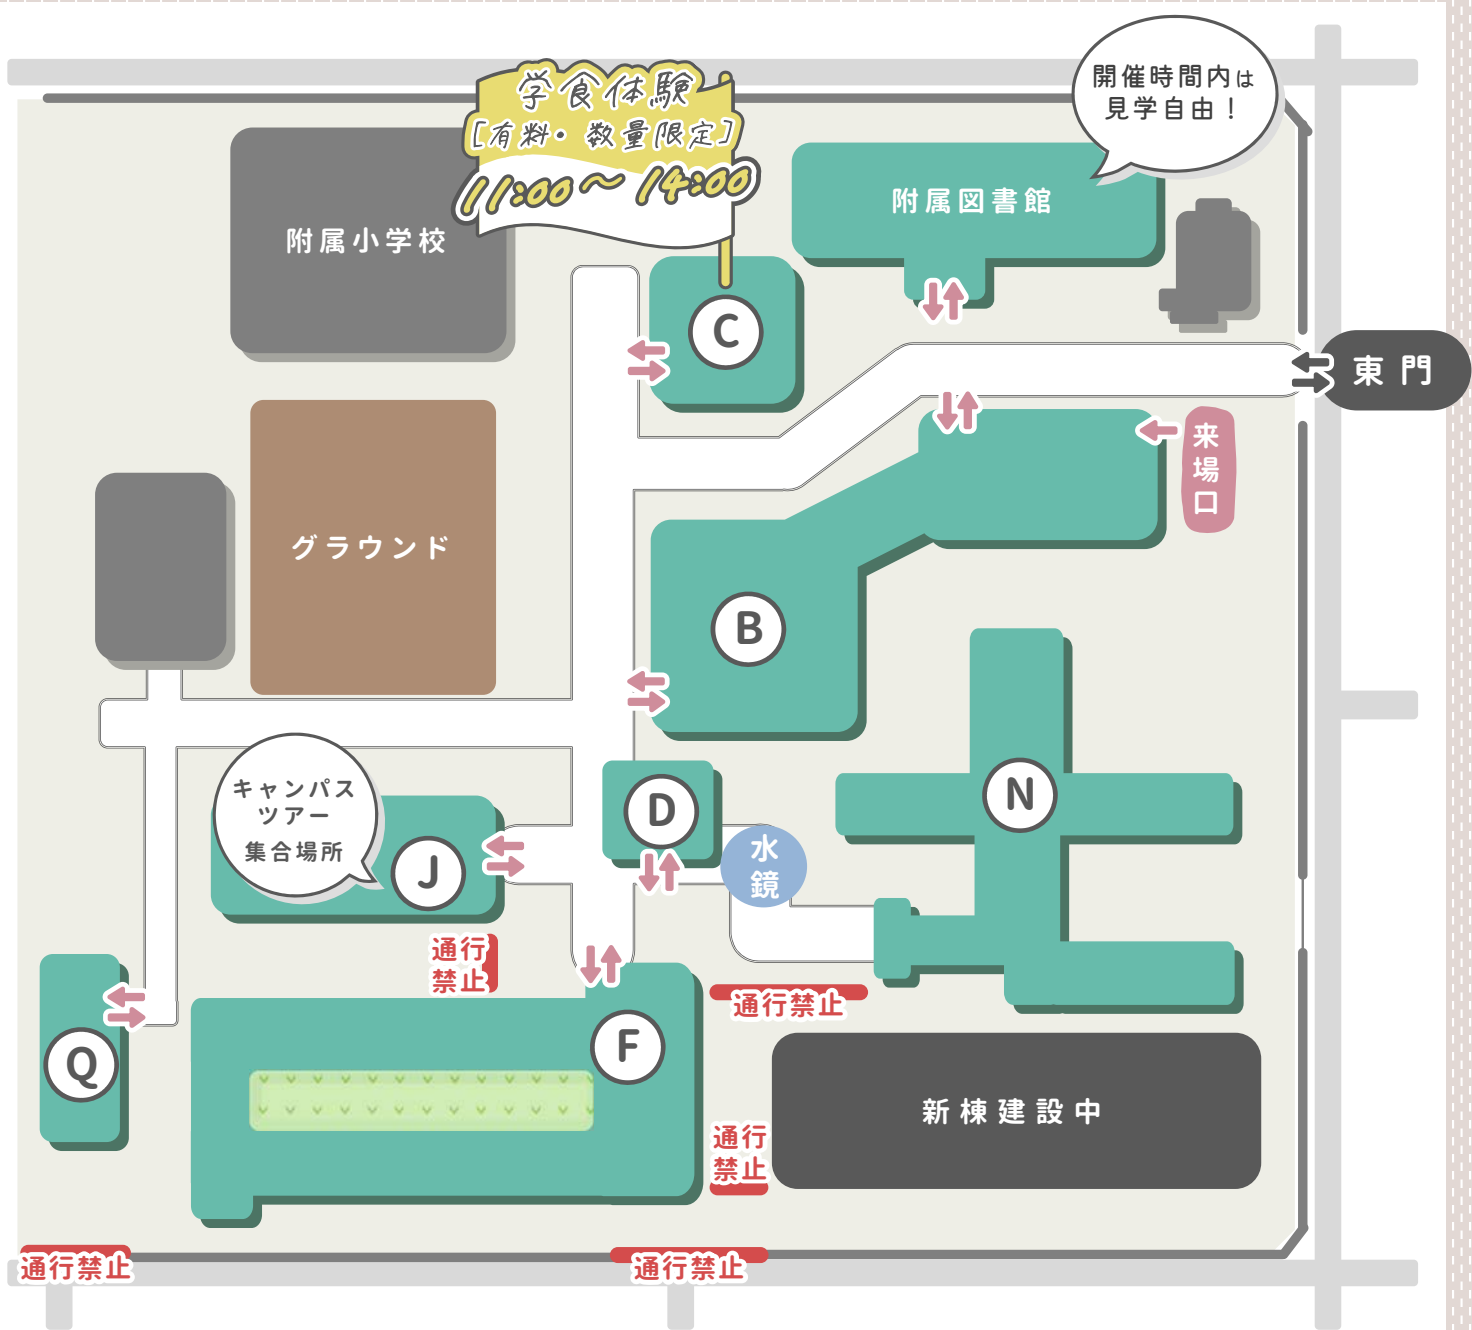 開催時間内は
見学自由！
学食体験
[有料・数量限定]
11:00～14:00
附属図書館
附属小学校
C
東門
来
場
口
グラウンド
B
キャンパス
ツアー
集合場所
J
D
水
鏡
N
通行
禁止
通行禁止
Q
F
新棟建設中
通行
禁止
通行禁止
通行禁止